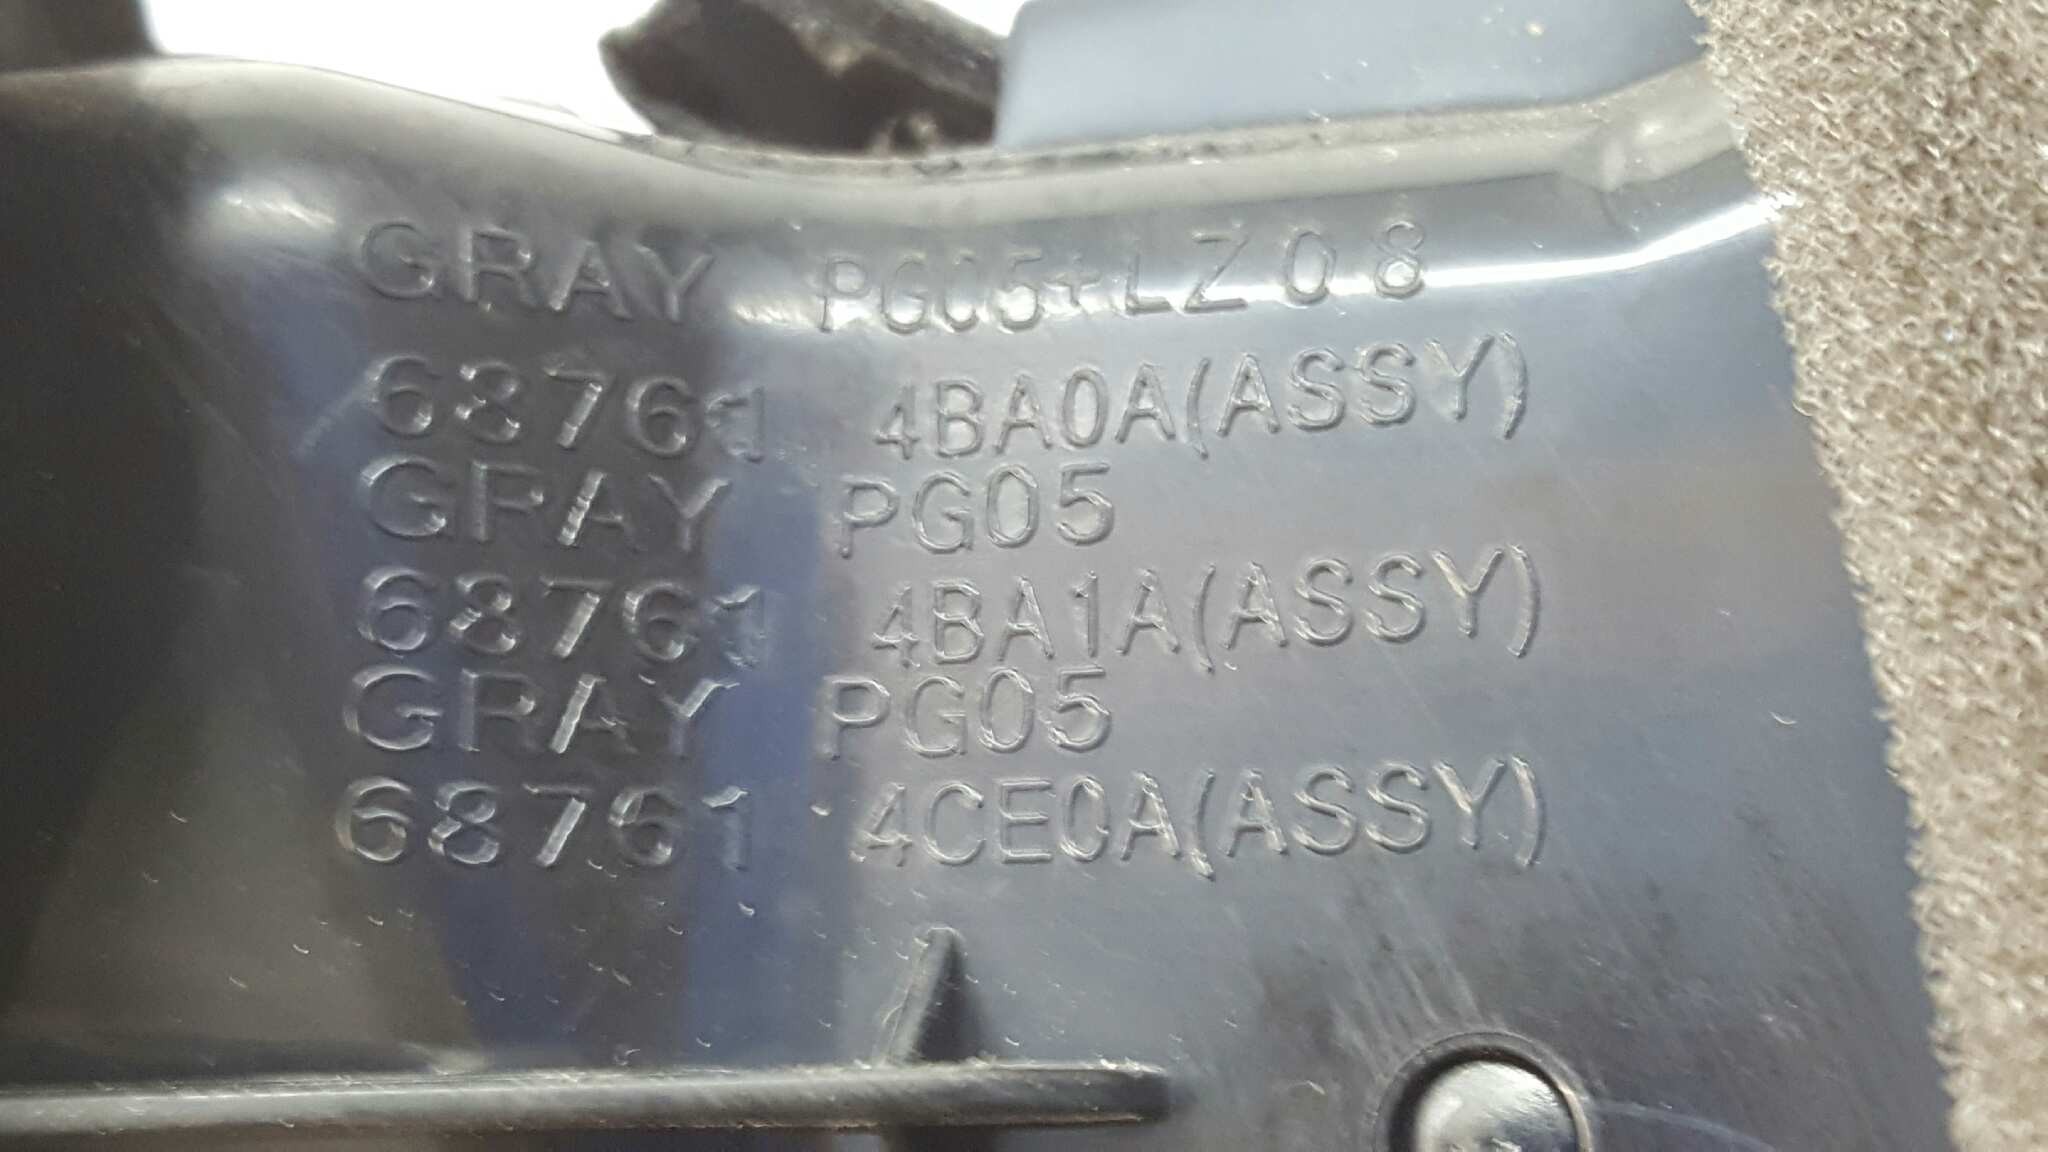 GRAY PG05+LZ08
68761 4BA0A(ASSY)
GRAY PG05
68761 4BA1A(ASSY)
GRAY PG05
68761 4CE0A(ASSY)